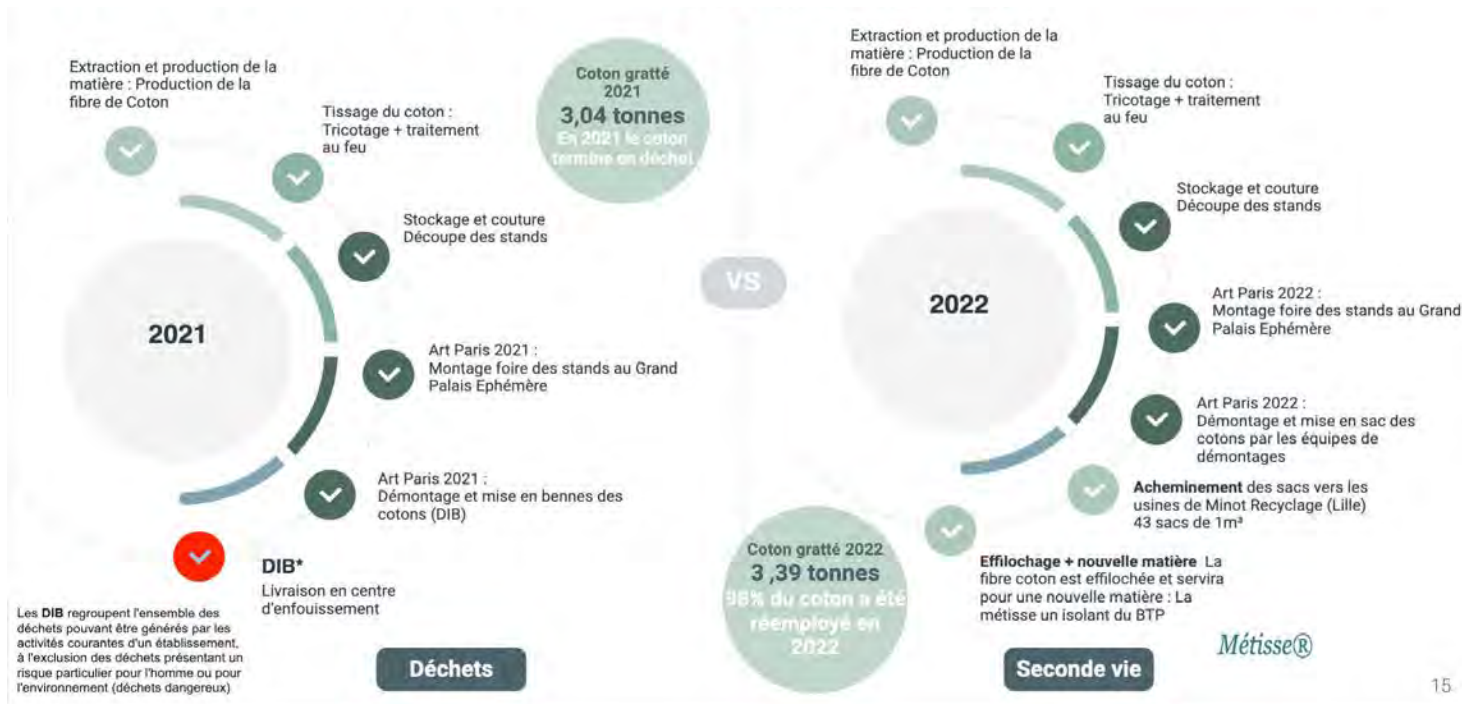 Extraction et production de la
matière : Production de la
fibre de Coton
Tissage du coton :
Tricotage + traitement
au feu
Stockage et couture
Découpe des stands
2021
Art Paris 2021 :
Montage foire des stands au Grand
Palais Ephémère
Art Paris 2021 :
Démontage et mise en bennes des
cotons (DIB)
DIB*
Livraison en centre
d'enfouissement
Les DIB regroupent l'ensemble des
déchets pouvant être générés par les
activités courantes d'un établissement,
à l'exclusion des déchets présentant un
risque particulier pour l'homme ou pour
l'environnement (déchets dangereux)
Déchets
Coton gratté
2021
3,04 tonnes
En 2021 le coton
termine en déchet
VS
Extraction et production de la
matière : Production de la
fibre de Coton
Tissage du coton :
Tricotage + traitement
au feu
Stockage et couture
Découpe des stands
2022
Art Paris 2022 :
Montage foire des stands au Grand
Palais Ephémère
Art Paris 2022 :
Démontage et mise en sac des
cotons par les équipes de
démontages
Acheminement des sacs vers les
usines de Minot Recyclage (Lille)
43 sacs de 1m³
Effilochage + nouvelle matière La
fibre coton est effilochée et servira
pour une nouvelle matière : La
métisse un isolant du BTP
Coton gratté 2022
3 ,39 tonnes
98% du coton a été
réemployé en
2022
Métisse®
Seconde vie
15